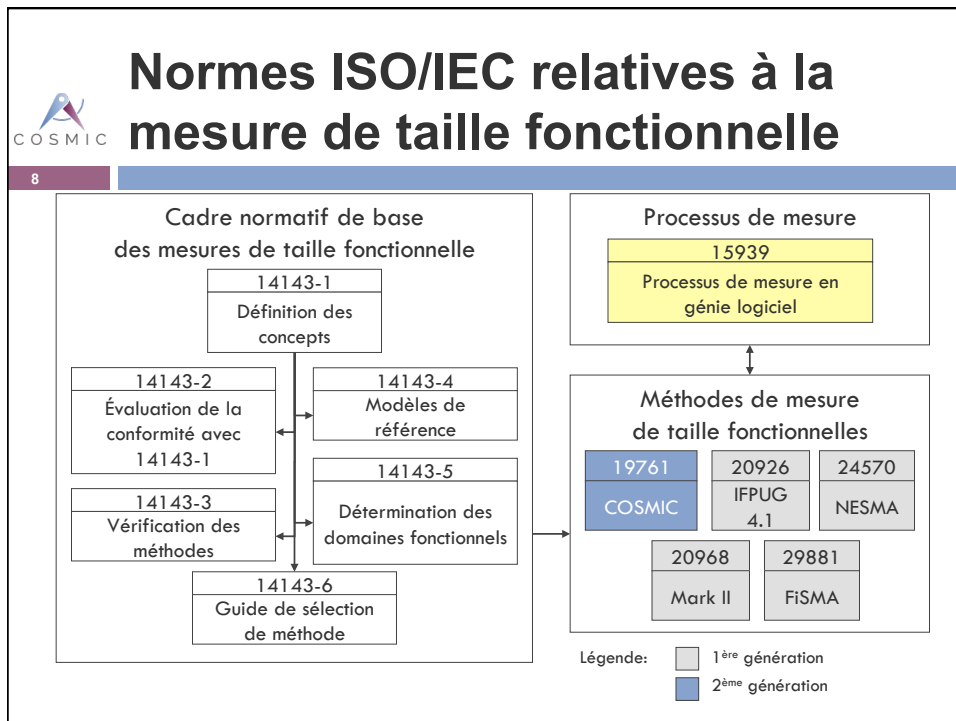 Normes ISO/IEC relatives à la
mesure de taille fonctionnelle
COSMIC
8
Cadre normatif de base
des mesures de taille fonctionnelle
14143-1
Définition des
concepts
14143-2
Évaluation de la
conformité avec
14143-1
14143-4
Modèles de
référence
14143-3
Vérification des
méthodes
14143-5
Détermination des
domaines fonctionnels
14143-6
Guide de sélection
de méthode
Processus de mesure
15939
Processus de mesure en
génie logiciel
Méthodes de mesure
de taille fonctionnelles
19761
COSMIC
20926
IFPUG
4.1
24570
NESMA
20968
Mark II
29881
FiSMA
Légende:
1ère génération
2ème génération